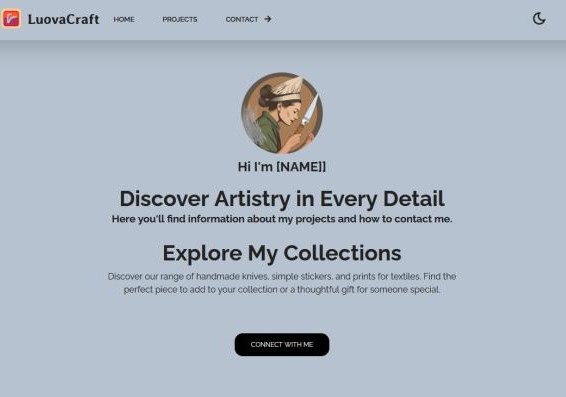 LuovaCraft
HOME
PROJECTS
CONTACT →
Hi I'm [NAME]]
Discover Artistry in Every Detail
Here you'll find information about my projects and how to contact me.
Explore My Collections
Discover our range of handmade knives, simple stickers, and prints for textiles. Find the
perfect piece to add to your collection or a thoughtful gift for someone special.
CONNECT WITH ME